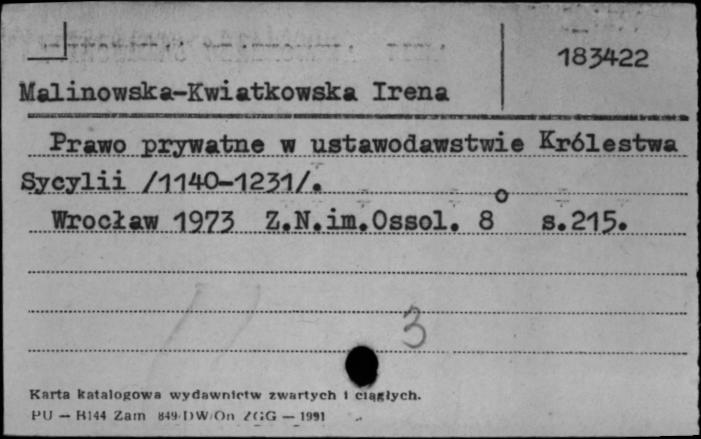 183422
Malinowska-Kwiatkowska Irena
Prawo prywatne w ustawodawstwie Królestwa
Sycylii /1140-1231/.
Wrocław 1973 Z.N.im.Ossol. 8° s.215.
3
Karta katalogowa wydawnictw zwartych i ciągłych.
PU — H144 Zam 849/DW/On ZGG — 1991